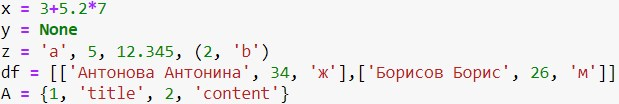 x = 3+5.2*7
y = None
z = 'a', 5, 12.345, (2, 'b')
df = [['Антонова Антонина', 34, 'ж'],['Борисов Борис', 26, 'м']]
A = {1, 'title', 2, 'content'}